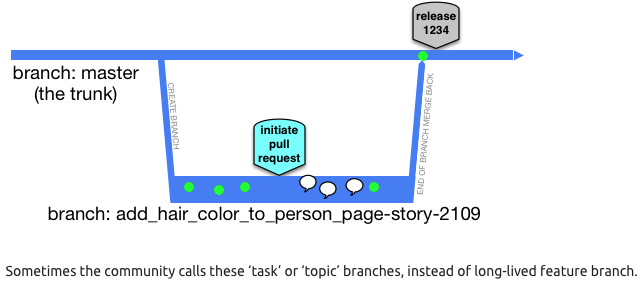 release
1234
branch: master
(the trunk)
CREATE BRANCH
END OF BRANCH MERGE BACK
initiate
pull
request
branch: add_hair_color_to_person_page-story-2109
Sometimes the community calls these ‘task’ or ‘topic’ branches, instead of long-lived feature branch.